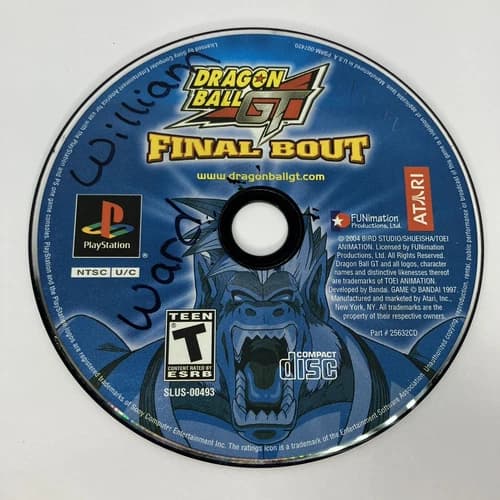 DRAGON
BALL GT
FINAL BOUT
www.dragonballgt.com
William
Ward
PlayStation
NTSC U/C
FUNimation
Productions, Ltd.
ATARI
© 2004 BIRD STUDIO/SHUEISHA/TOEI
ANIMATION. Licensed by FUNimation®
Productions, Ltd. All Rights Reserved.
Dragon Ball GT and all logos, character
names and distinctive likenesses thereof
are trademarks of TOEI ANIMATION.
Developed by Bandai. GAME © BANDAI 1997.
Manufactured and marketed by Atari, Inc.,
New York, NY. All trademarks are the
property of their respective owners.
Part # 25632CD
TEEN
T
CONTENT RATED BY
ESRB
SLUS-00493
COMPACT
disc